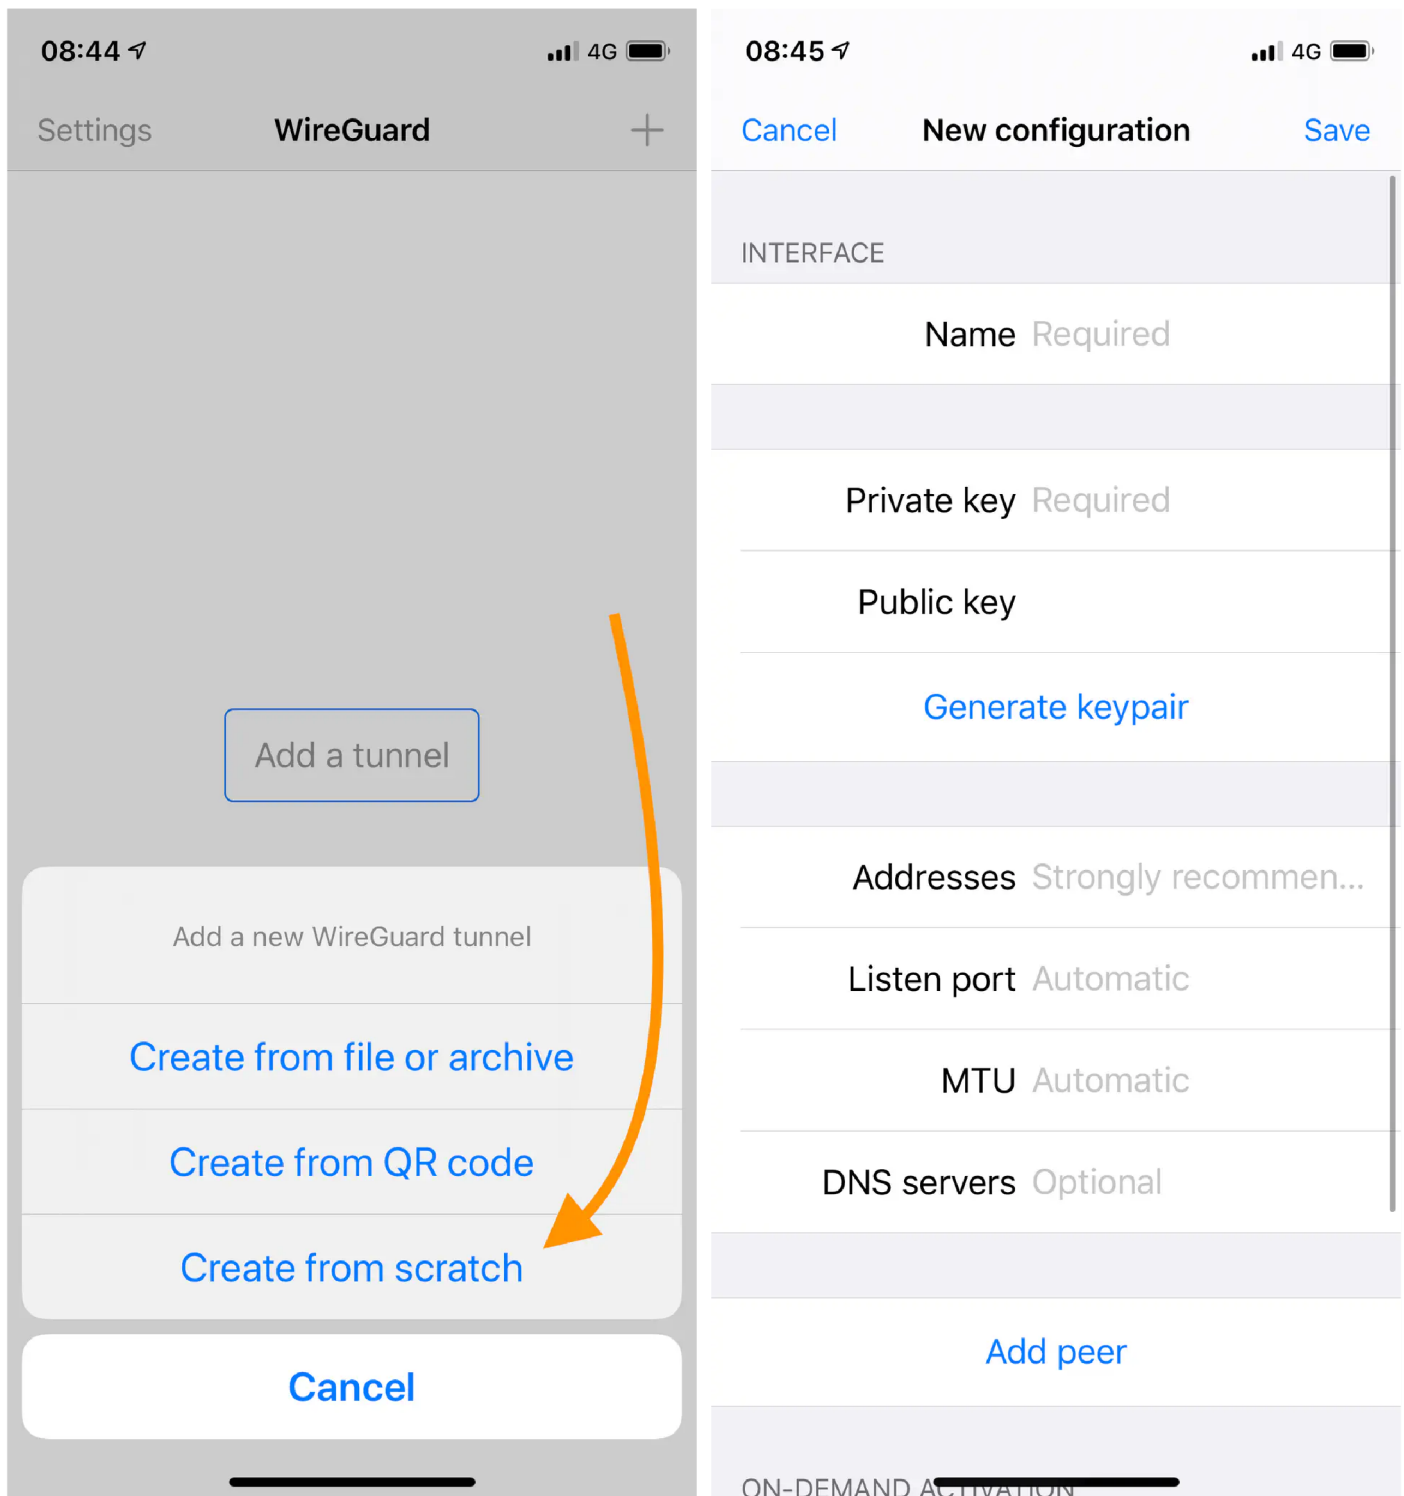 08:44
4G
Settings
WireGuard
Add a tunnel
Add a new WireGuard tunnel
Create from file or archive
Create from QR code
Create from scratch
Cancel
08:45
4G
Cancel
New configuration
Save
INTERFACE
Name Required
Private key Required
Public key
Generate keypair
Addresses Strongly recommen...
Listen port Automatic
MTU Automatic
DNS servers Optional
Add peer
ON-DEMAND ACTIVATION